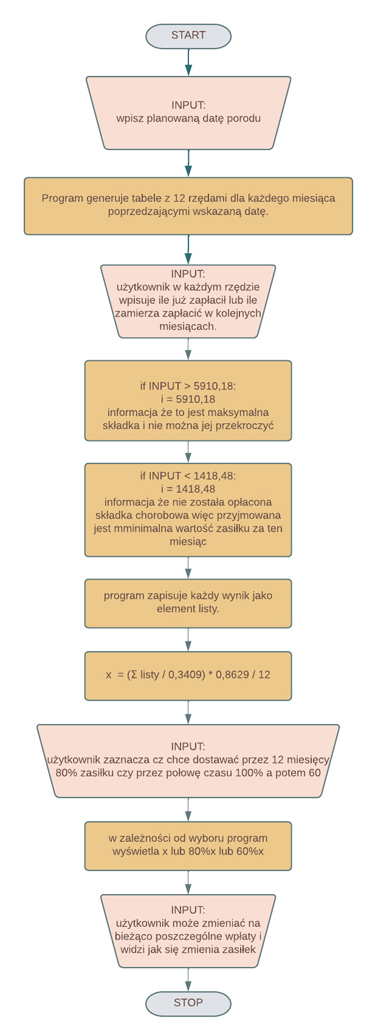 START
INPUT:
wpisz planowaną datę porodu
Program generuje tabele z 12 rzędami dla każdego miesiąca
poprzedzającymi wskazaną datę.
INPUT:
użytkownik w każdym rzędzie
wpisuje ile już zapłacił lub ile
zamierza zapłacić w kolejnych
miesiącach.
if INPUT > 5910,18:
i = 5910,18
informacja że to jest maksymalna
składka i nie można jej przekroczyć
if INPUT < 1418,48:
i = 1418,48
informacja że nie została opłacona
składka chorobowa więc przyjmowana
jest mminimalna wartość zasiłku za ten
miesiąc
program zapisuje każdy wynik jako
element listy.
x = (Σ listy / 0,3409) * 0,8629 / 12
INPUT:
użytkownik zaznacza cz chce dostawać przez 12 miesięcy
80% zasiłku czy przez połowę czasu 100% a potem 60
w zależności od wyboru program
wyświetla x lub 80%x lub 60%x
INPUT:
użytkownik może zmieniać na
bieżąco poszczególne wpłaty i
widzi jak się zmienia zasiłek
STOP